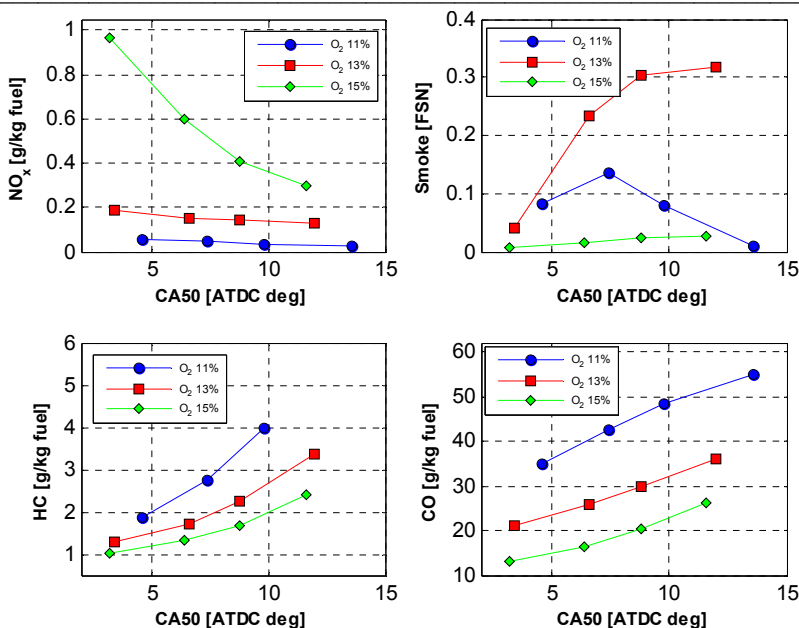 1
0.8
0.6
0.4
0.2
0
5
10
15
NOx [g/kg fuel]
CA50 [ATDC deg]
O2 11%
O2 13%
O2 15%
0.4
0.3
0.2
0.1
0
5
10
15
Smoke [FSN]
CA50 [ATDC deg]
O2 11%
O2 13%
O2 15%
6
5
4
3
2
1
5
10
15
HC [g/kg fuel]
CA50 [ATDC deg]
O2 11%
O2 13%
O2 15%
60
50
40
30
20
10
5
10
15
CO [g/kg fuel]
CA50 [ATDC deg]
O2 11%
O2 13%
O2 15%